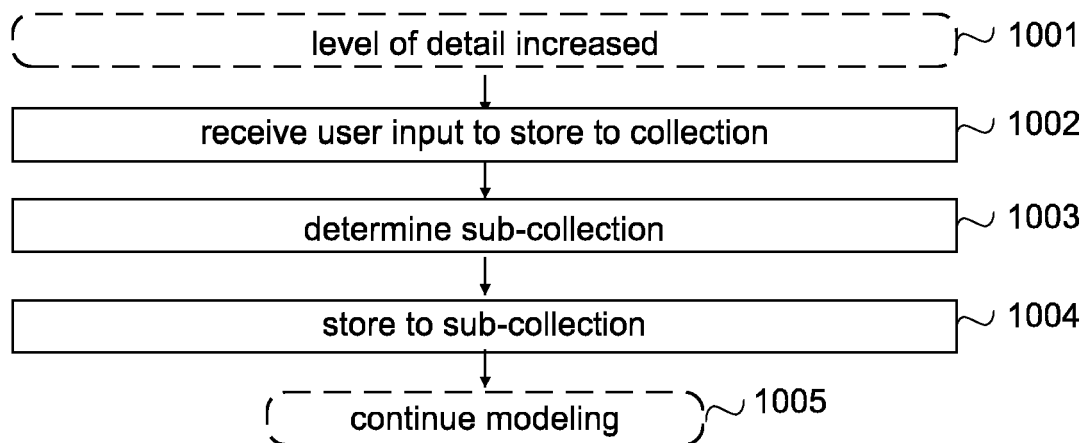 level of detail increased 1001
receive user input to store to collection 1002
determine sub-collection 1003
store to sub-collection 1004
continue modeling 1005